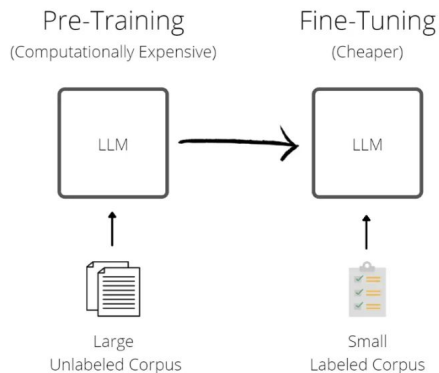 Pre-Training
(Computationally Expensive)
LLM
Large
Unlabeled Corpus
Fine-Tuning
(Cheaper)
LLM
Small
Labeled Corpus